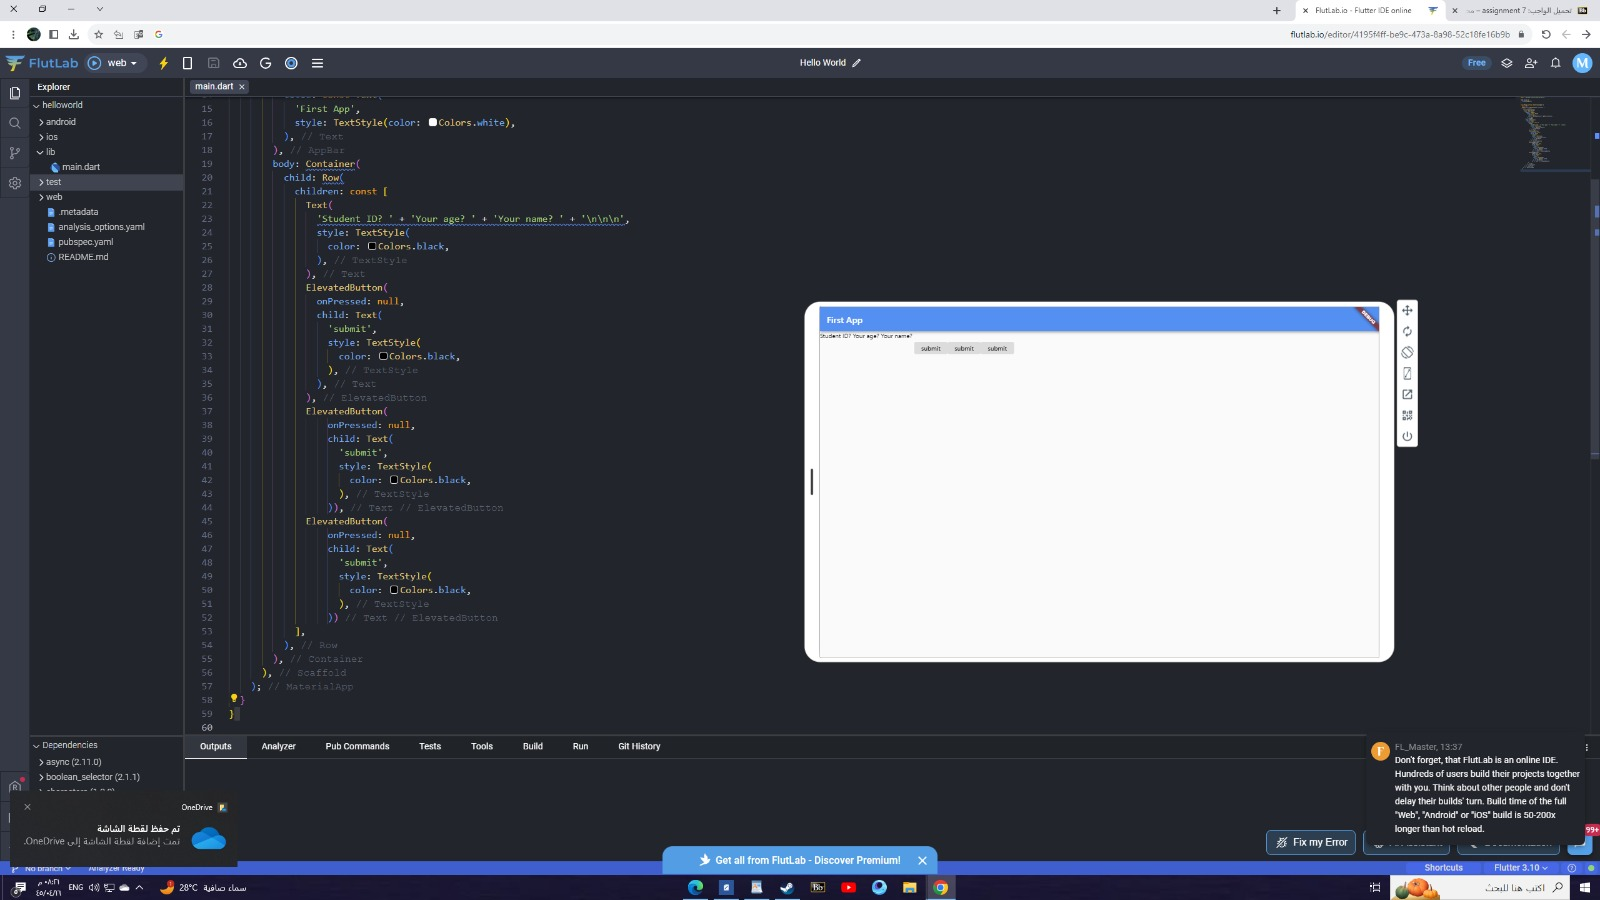 FlutLab.io - Flutter IDE online
تحميل الواجب: assignment 7 –
flutlab.io/editor/4195f4ff-be9c-473a-8a98-52c18fe16b9b
FlutLab
web
Hello World
Free
M
Explorer
helloworld
android
ios
lib
main.dart
test
web
.metadata
analysis_options.yaml
pubspec.yaml
README.md
main.dart
15 'First App',
16 style: TextStyle(color: Colors.white),
17 ), // Text
18 ), // AppBar
19 body: Container(
20 child: Row(
21 children: const [
22 Text(
23 'Student ID? ' + 'Your age? ' + 'Your name? ' + '\n\n\n',
24 style: TextStyle(
25 color: Colors.black,
26 ), // TextStyle
27 ), // Text
28 ElevatedButton(
29 onPressed: null,
30 child: Text(
31 'submit',
32 style: TextStyle(
33 color: Colors.black,
34 ), // TextStyle
35 ), // Text
36 ), // ElevatedButton
37 ElevatedButton(
38 onPressed: null,
39 child: Text(
40 'submit',
41 style: TextStyle(
42 color: Colors.black,
43 ), // TextStyle
44 )), // Text // ElevatedButton
45 ElevatedButton(
46 onPressed: null,
47 child: Text(
48 'submit',
49 style: TextStyle(
50 color: Colors.black,
51 ), // TextStyle
52 )) // Text // ElevatedButton
53 ],
54 ), // Row
55 ), // Container
56 ), // Scaffold
57 ); // MaterialApp
58 }
59 }
60
First App
DEBUG
Student ID? Your age? Your name?
submit submit submit
Dependencies
async (2.11.0)
boolean_selector (2.1.1)
Outputs Analyzer Pub Commands Tests Tools Build Run Git History
F
FL_Master, 13:37
Don't forget, that FlutLab is an online IDE.
Hundreds of users build their projects together
with you. Think about other people and don't
delay their builds' turn. Build time of the full
"Web", "Android" or "iOS" build is 50-200x
longer than hot reload.
99+
Fix my Error
OneDrive
تم حفظ لقطة الشاشة
تمت إضافة لقطة الشاشة إلى OneDrive.
Get all from FlutLab - Discover Premium!
No branch
Analyzer Ready
Shortcuts
Flutter 3.10
ENG
28°C سماء صافية
Bb
اكتب هنا للبحث